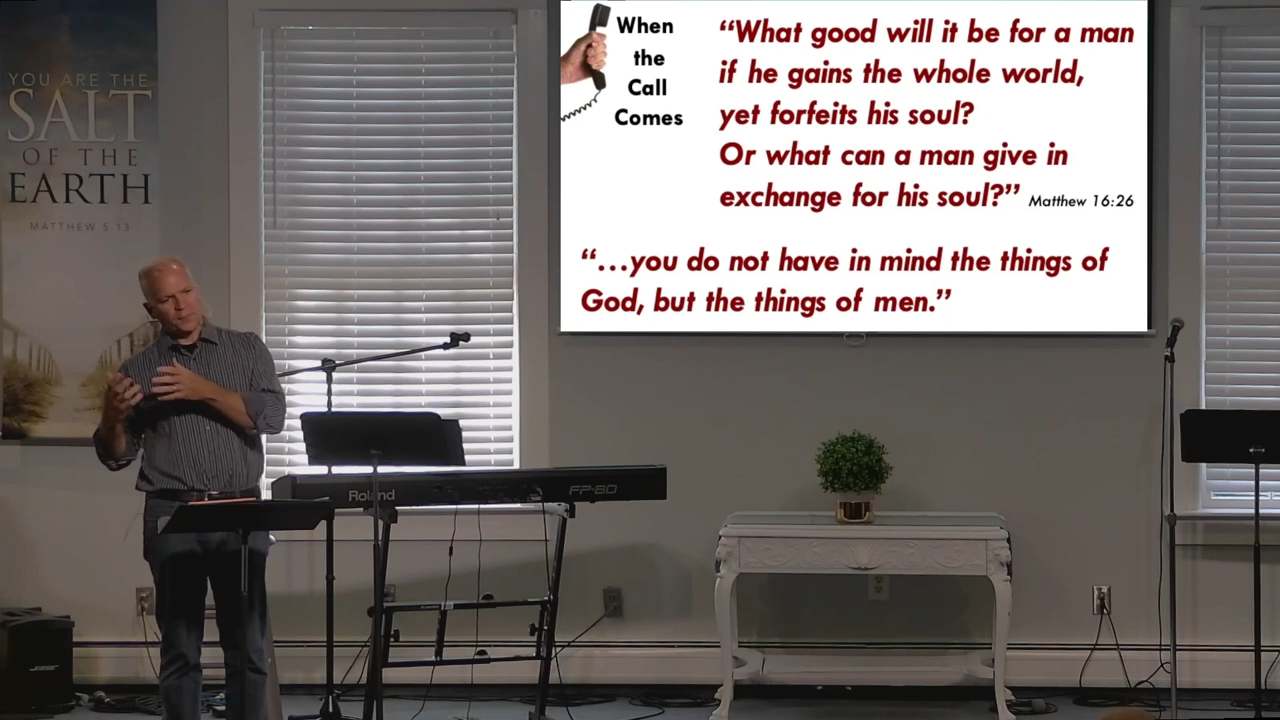 YOU ARE THE
SALT
OF THE
EARTH
MATTHEW 5 13
When
the
Call
Comes
“What good will it be for a man
if he gains the whole world,
yet forfeits his soul?
Or what can a man give in
exchange for his soul?” Matthew 16:26
“…you do not have in mind the things of
God, but the things of men.”
Roland
FP-80
BOSE